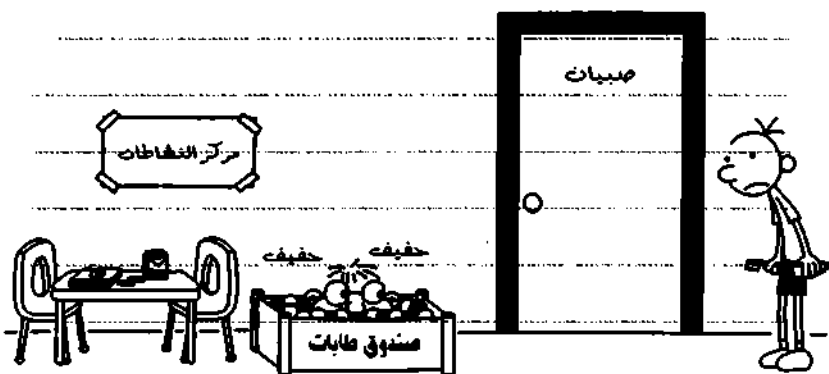 صبيان
مركز النشاطات
حفيف
حفيف
صندوق طابات